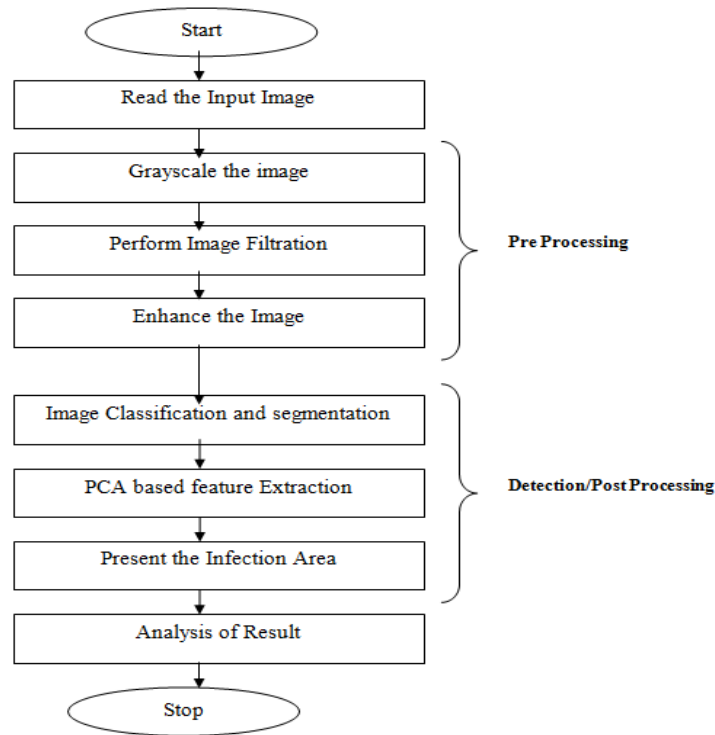 Start
Read the Input Image
Grayscale the image
Perform Image Filtration
Pre Processing
Enhance the Image
Image Classification and segmentation
PCA based feature Extraction
Detection/Post Processing
Present the Infection Area
Analysis of Result
Stop